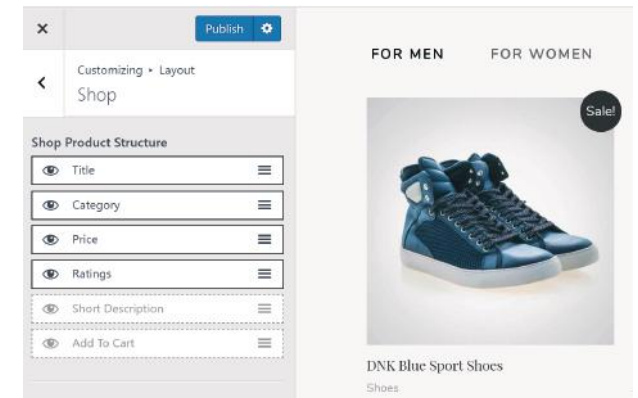 Publish
Customizing • Layout
Shop
Shop Product Structure
Title
Category
Price
Ratings
Short Description
Add To Cart
FOR MEN FOR WOMEN
Sale!
DNK Blue Sport Shoes
Shoes